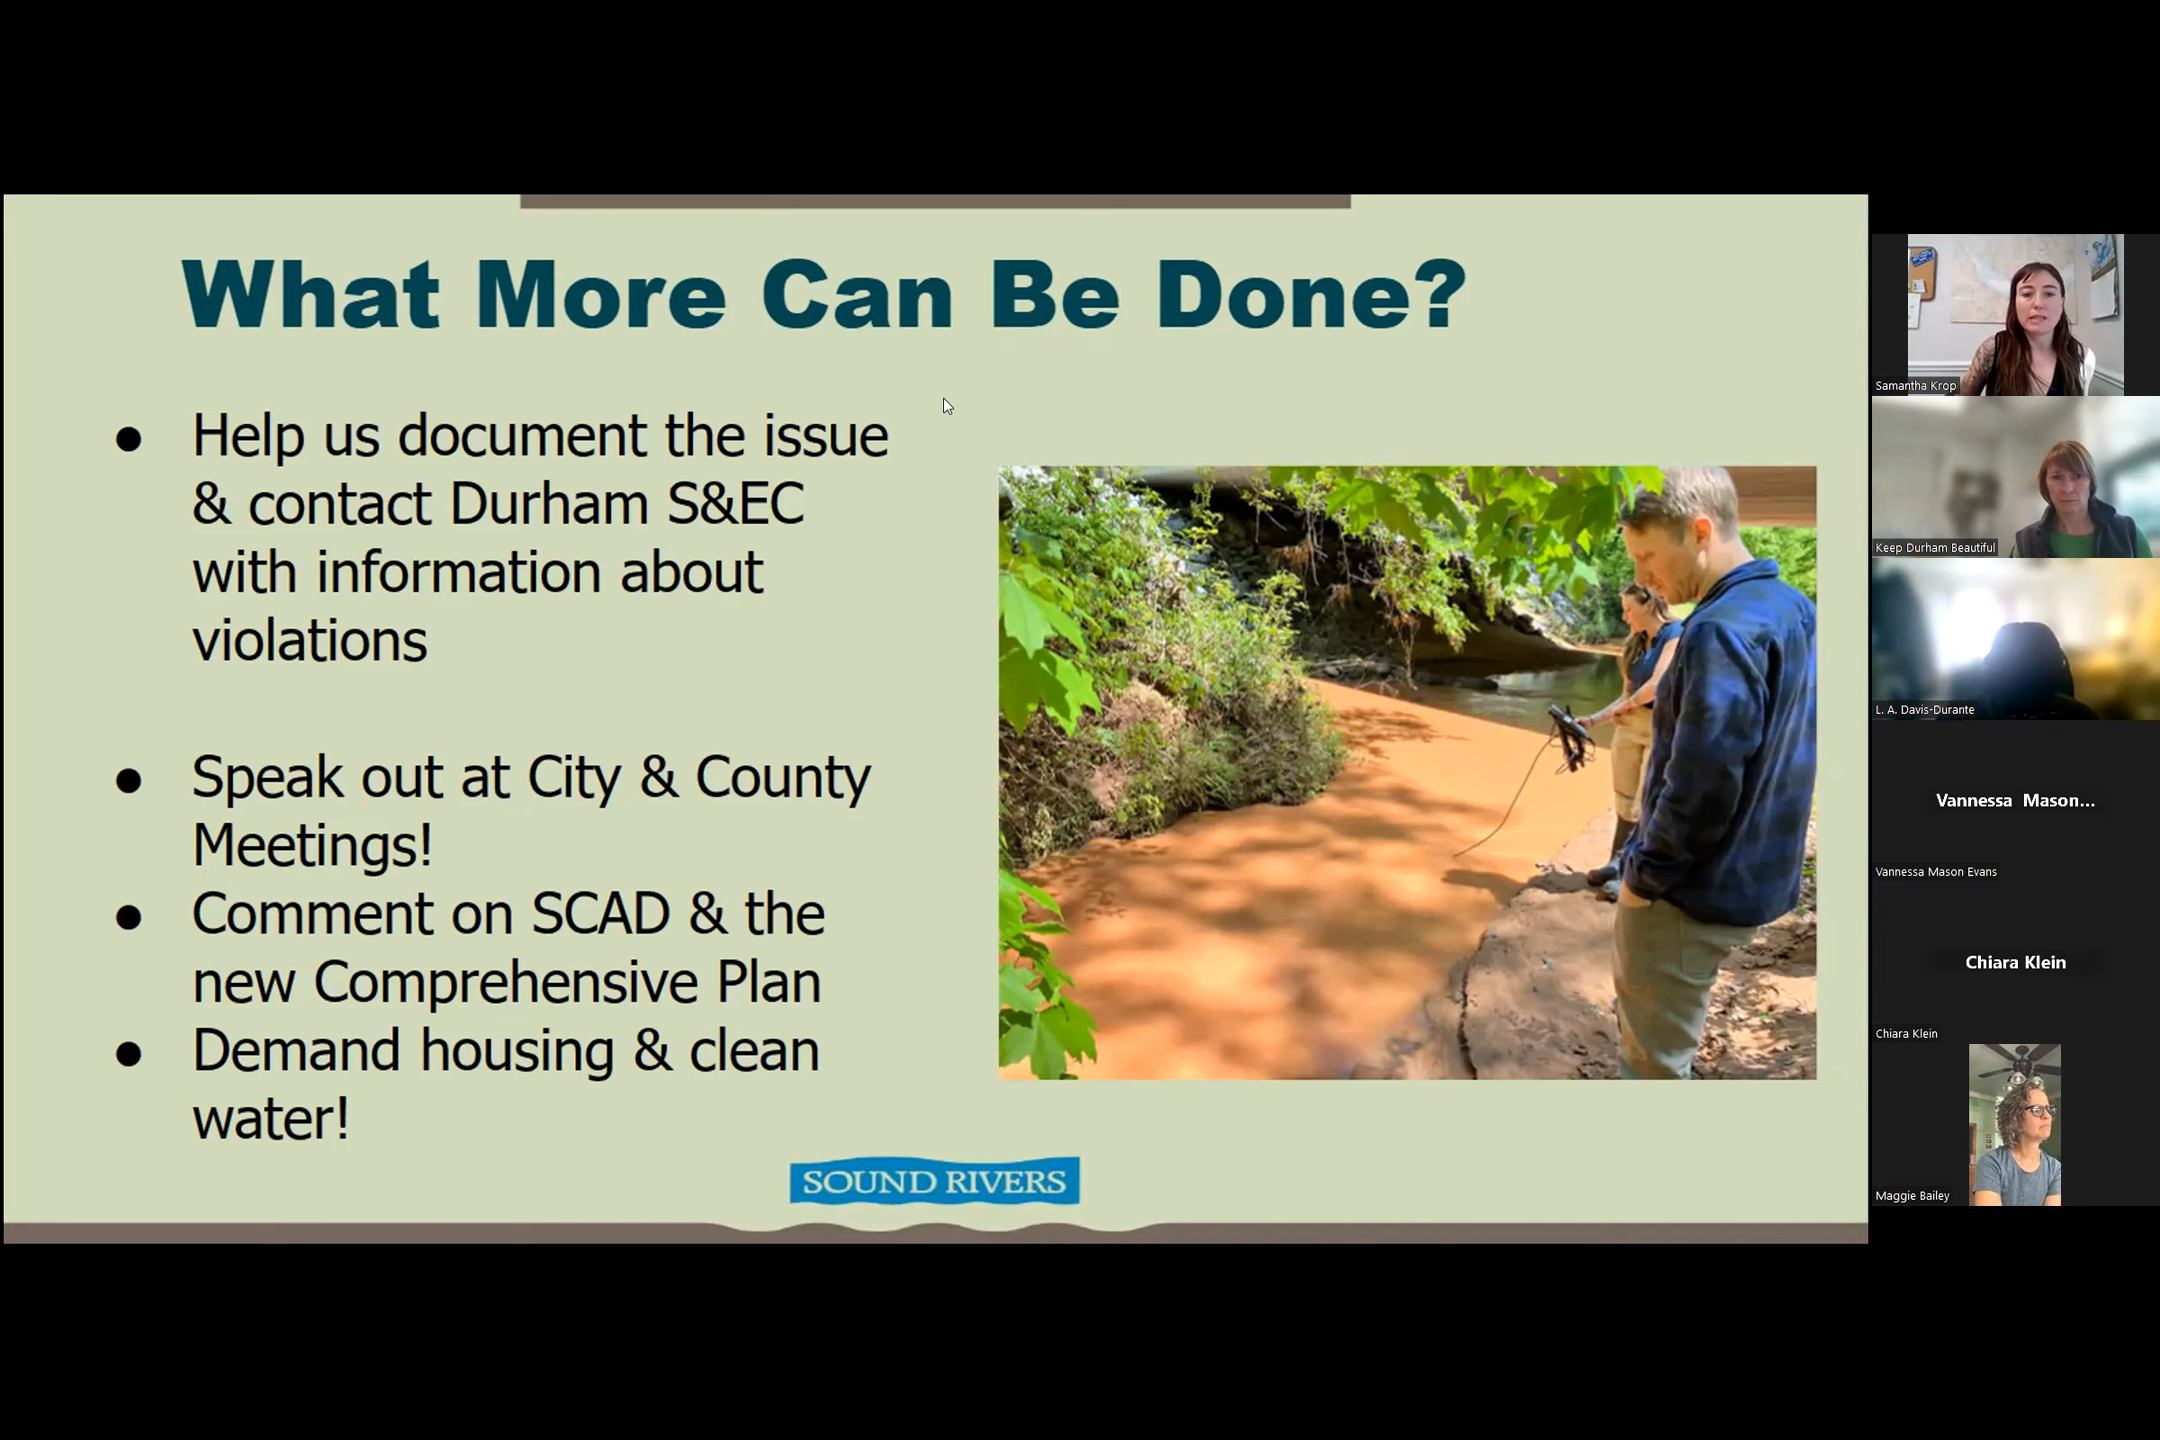 What More Can Be Done?
● Help us document the issue
& contact Durham S&EC
with information about
violations
● Speak out at City & County
Meetings!
● Comment on SCAD & the
new Comprehensive Plan
● Demand housing & clean
water!
SOUND RIVERS
Samantha Krop
Keep Durham Beautiful
L. A. Davis-Durante
Vannessa Mason...
Vannessa Mason Evans
Chiara Klein
Chiara Klein
Maggie Bailey